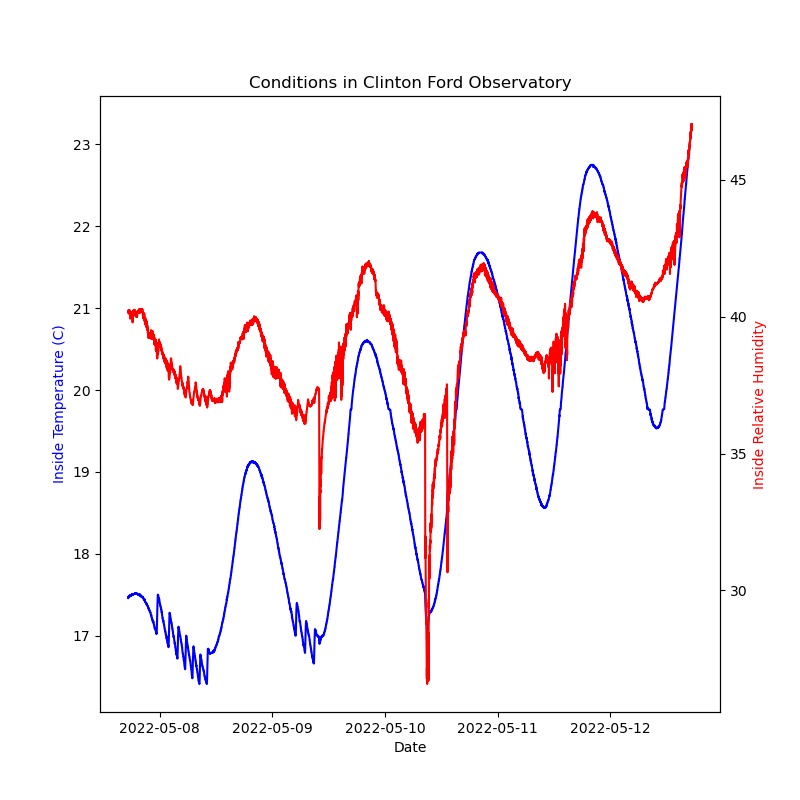 Conditions in Clinton Ford Observatory
23
22
21
20
19
18
17
Inside Temperature (C)
45
40
35
30
Inside Relative Humidity
2022-05-08 2022-05-09 2022-05-10 2022-05-11 2022-05-12
Date